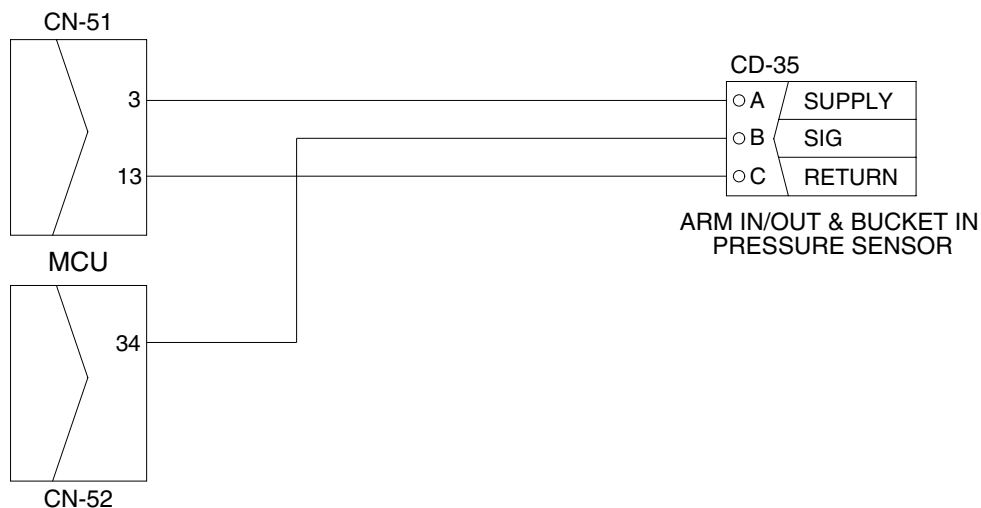 CN-51
3
13
MCU
34
CN-52
CD-35
A SUPPLY
B SIG
C RETURN
ARM IN/OUT & BUCKET IN
PRESSURE SENSOR